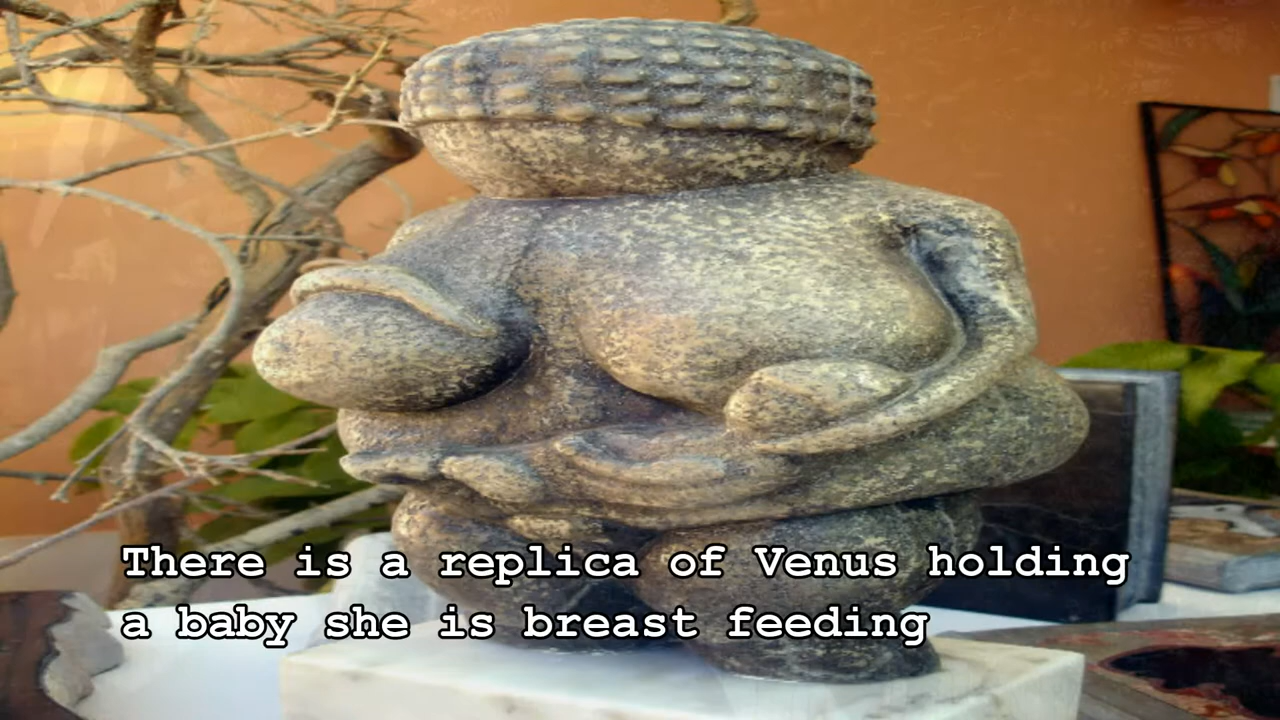 There is a replica of Venus holding
a baby she is breast feeding